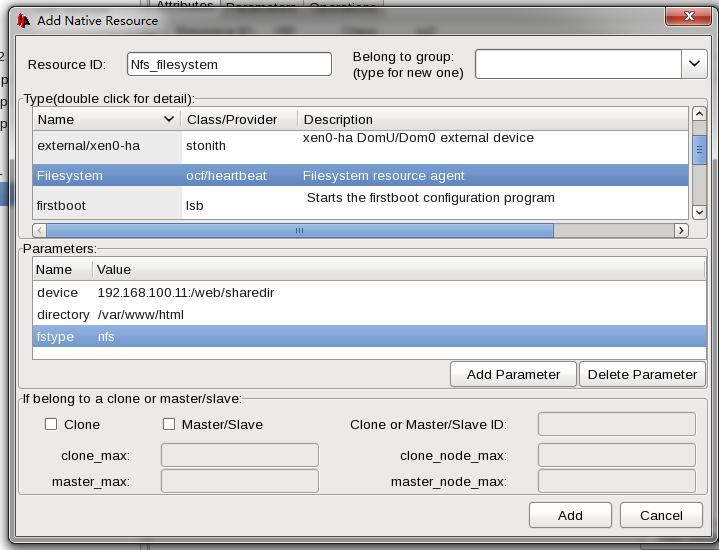 Attributes Parameters Operations
Add Native Resource
Resource ID: Nfs_filesystem
Belong to group:
(type for new one)
Type(double click for detail):
Name Class/Provider Description
external/xen0-ha stonith xen0-ha DomU/Dom0 external device
Filesystem ocf/heartbeat Filesystem resource agent
firstboot lsb Starts the firstboot configuration program
Parameters:
Name Value
device 192.168.100.11:/web/sharedir
directory /var/www/html
fstype nfs
Add Parameter Delete Parameter
If belong to a clone or master/slave:
Clone Master/Slave Clone or Master/Slave ID:
clone_max: clone_node_max:
master_max: master_node_max:
Add Cancel